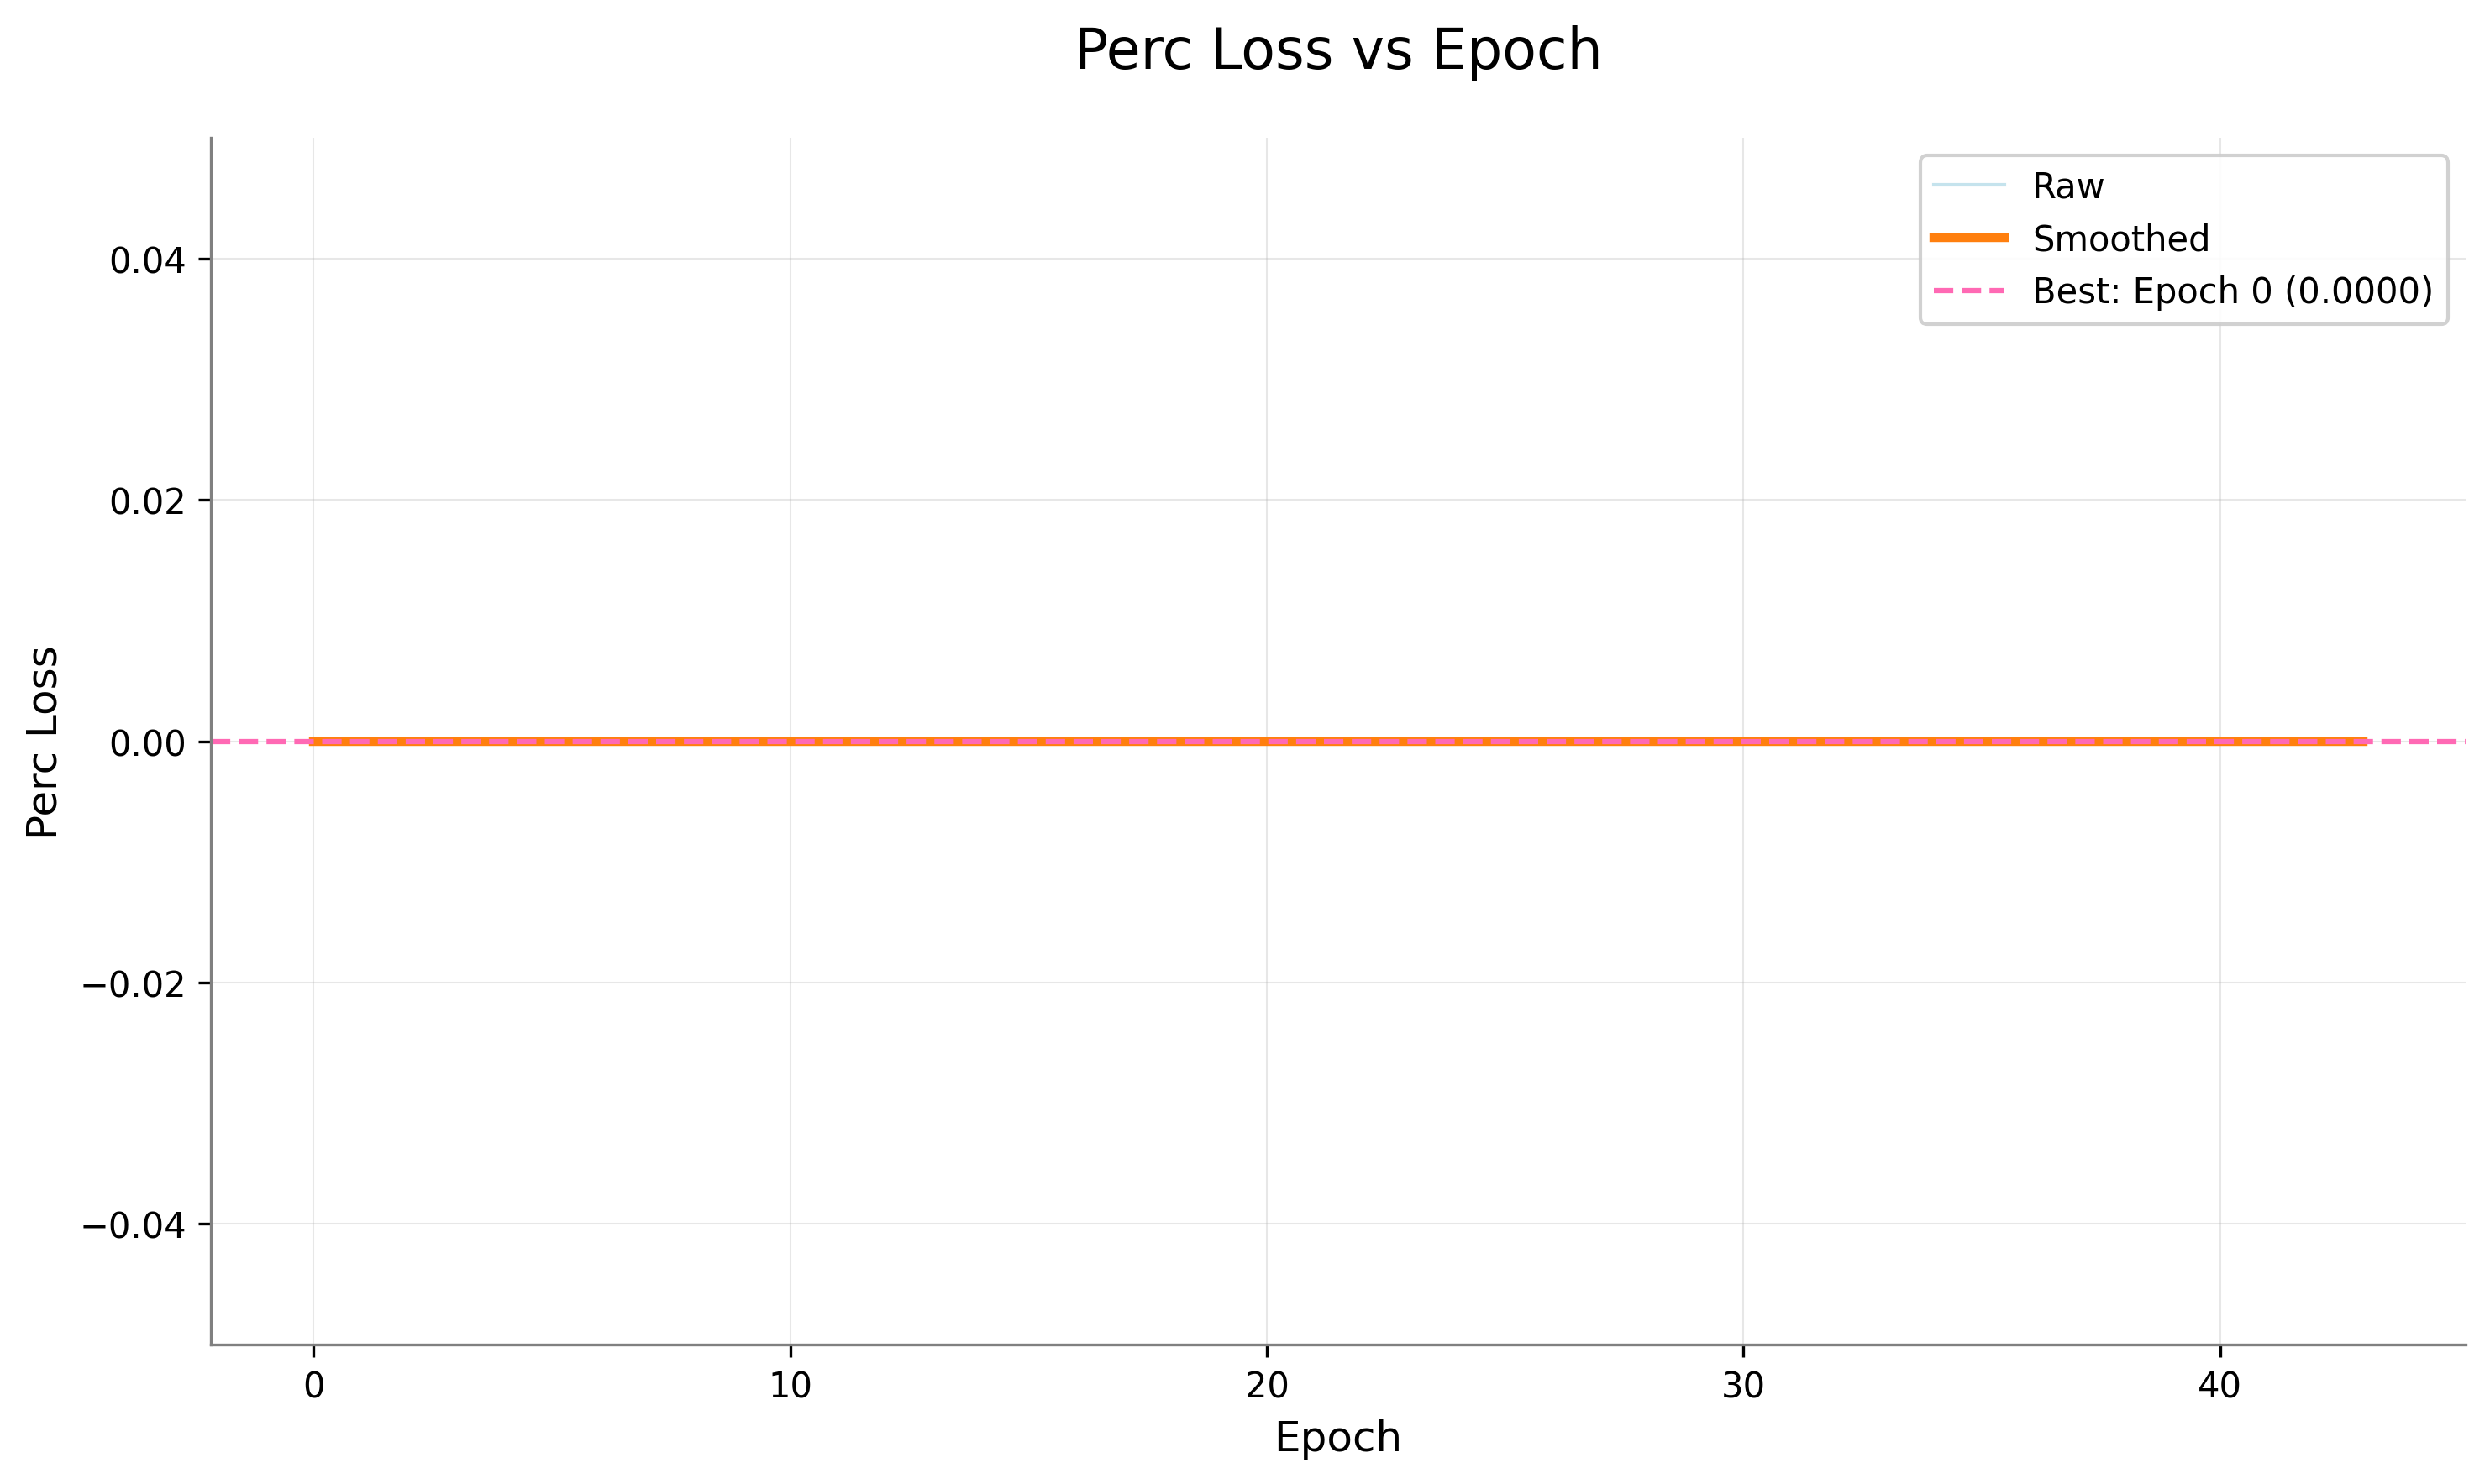 Perc Loss vs Epoch
Raw
Smoothed
Best: Epoch 0 (0.0000)
Perc Loss
0.04
0.02
0.00
−0.02
−0.04
0 10 20 30 40
Epoch